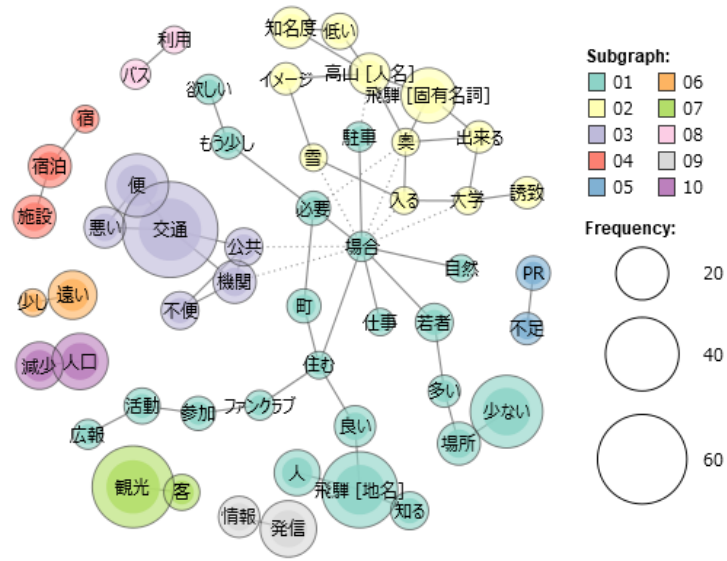 知名度
低い
利用
バス
欲しい
イメージ
高山 [人名]
飛騨 [固有名詞]
宿
もう少し
駐車
奥
出来る
雪
宿泊
施設
便
悪い
交通
公共
機関
不便
必要
入る
大学
誘致
場合
自然
PR
不足
少し
遠い
町
仕事
若者
減少
人口
住む
多い
少ない
場所
活動
参加
ファンクラブ
広報
良い
観光
客
人
飛騨 [地名]
知る
情報
発信
Subgraph:
01 06
02 07
03 08
04 09
05 10
Frequency:
20
40
60